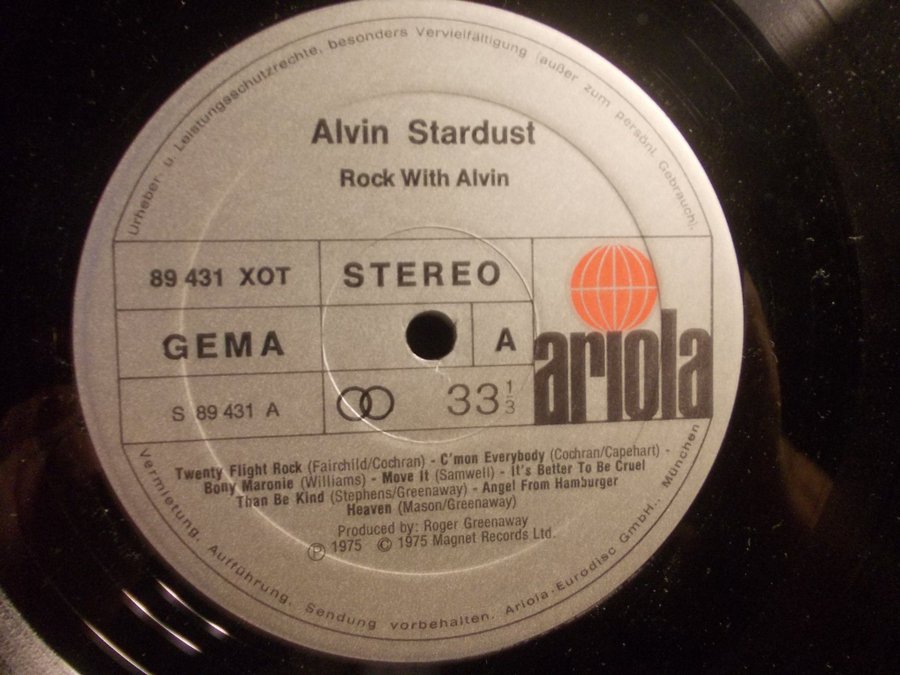 Urheber- u. Leistungsschutzrechte, besonders Vervielfältigung (außer zum persönl. Gebrauch),
Alvin Stardust
Rock With Alvin
89 431 XOT
STEREO
GEMA
A
S 89 431 A
33 1/3
ariola
Twenty Flight Rock (Fairchild/Cochran) - C'mon Everybody (Cochran/Capehart) -
Bony Maronie (Williams) - Move It (Samwell) - It's Better To Be Cruel
Than Be Kind (Stephens/Greenaway) - Angel From Hamburger
Heaven (Mason/Greenaway)
Produced by: Roger Greenaway
Ⓟ 1975 © 1975 Magnet Records Ltd.
Vermietung, Aufführung, Sendung vorbehalten. Ariola-Eurodisc GmbH., München